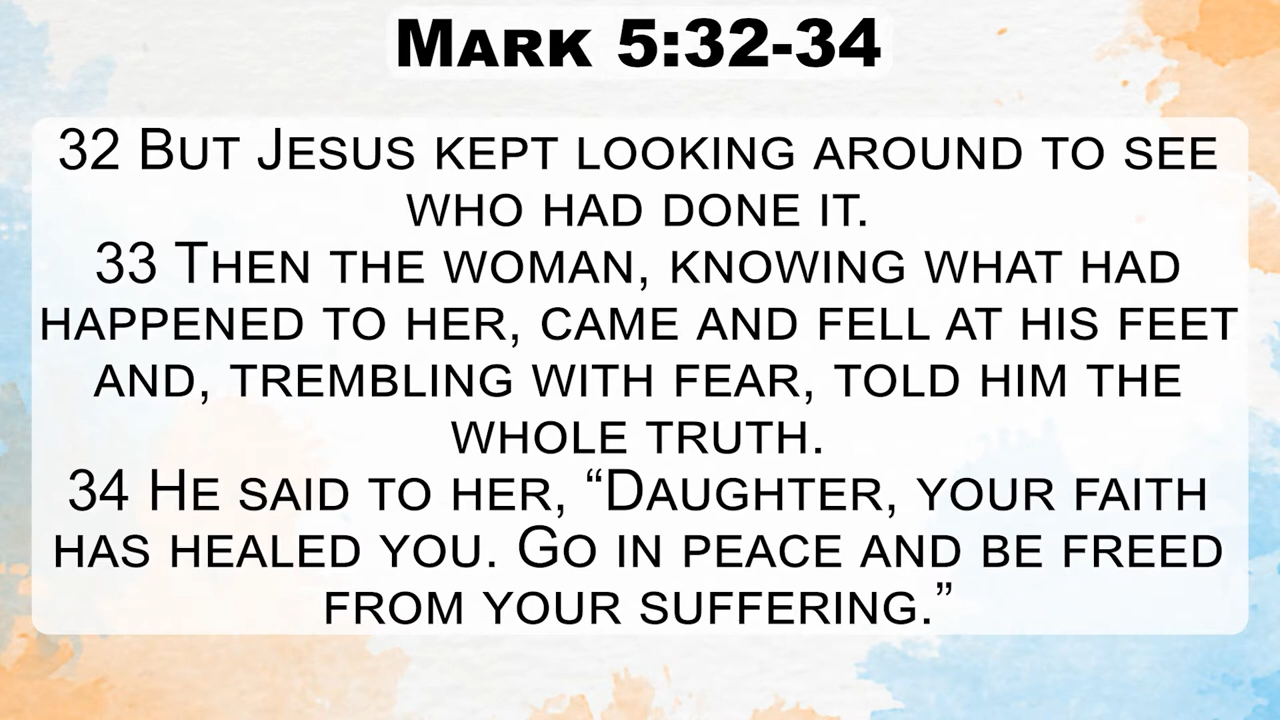 Mark 5:32-34
32 But Jesus kept looking around to see
who had done it.
33 Then the woman, knowing what had
happened to her, came and fell at his feet
and, trembling with fear, told him the
whole truth.
34 He said to her, “Daughter, your faith
has healed you. Go in peace and be freed
from your suffering.”